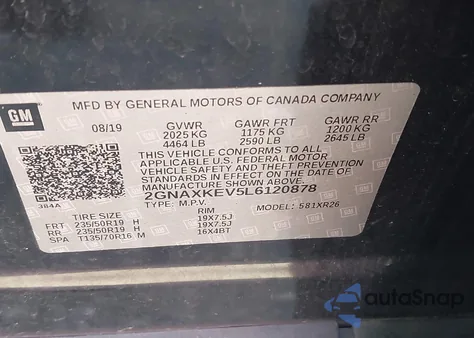 GM
MFD BY GENERAL MOTORS OF CANADA COMPANY
08/19 GVWR GAWR FRT GAWR RR
2025 KG 1175 KG 1200 KG
4464 LB 2590 LB 2645 LB
THIS VEHICLE CONFORMS TO ALL
APPLICABLE U.S. FEDERAL MOTOR
VEHICLE SAFETY AND THEFT PREVENTION
STANDARDS IN EFFECT ON THE DATE OF
MANUFACTURE SHOWN ABOVE.
2GNAXKEV5L6120878
384A TYPE: M.P.V. MODEL: 581XR26
TIRE SIZE RIM
FRT 235/50R19 H 19X7.5J
RR 235/50R19 H 19X7.5J
SPA T135/70R16 M 16X4BT
autoSnap